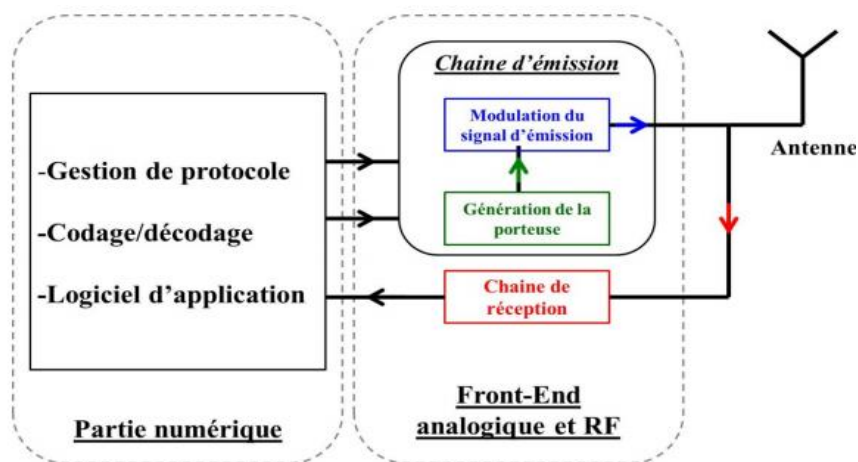 -Gestion de protocole
-Codage/décodage
-Logiciel d'application
Partie numérique
Chaine d'émission
Modulation du
signal d'émission
Génération de la
porteuse
Chaine de
réception
Front-End
analogique et RF
Antenne